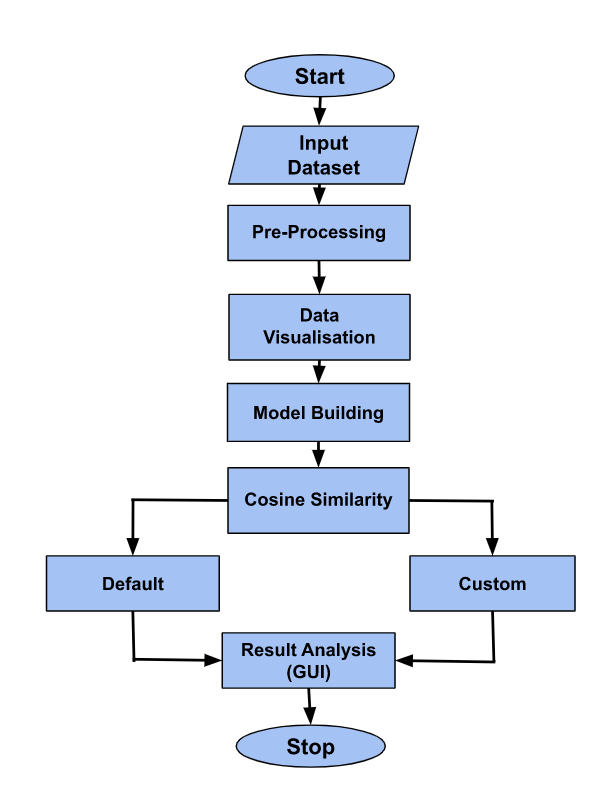 Start
Input
Dataset
Pre-Processing
Data
Visualisation
Model Building
Cosine Similarity
Default
Custom
Result Analysis
(GUI)
Stop